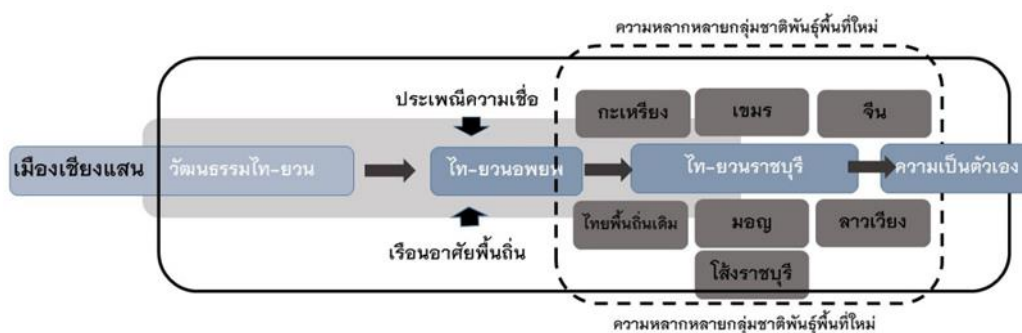 ความหลากหลายกลุ่มชาติพันธุ์พื้นที่ใหม่
ประเพณีความเชื่อ
กะเหรี่ยง
เขมร
จีน
เมืองเชียงแสน
วัฒนธรรมไท-ยวน
ไท-ยวนอพยพ
ไท-ยวนราชบุรี
ความเป็นตัวเอง
เรือนอาศัยพื้นถิ่น
ไทยพื้นถิ่นเดิม
มอญ
ลาวเวียง
โส้งราชบุรี
ความหลากหลายกลุ่มชาติพันธุ์พื้นที่ใหม่